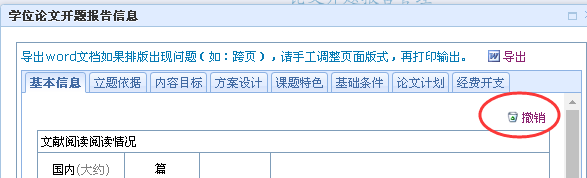 学位论文开题报告信息
导出word文档如果排版出现问题（如：跨页），请手工调整页面版式，再打印输出。 导出
基本信息 立题依据 内容目标 方案设计 课题特色 基础条件 论文计划 经费开支
撤销
文献阅读阅读情况
国内(大约) 篇